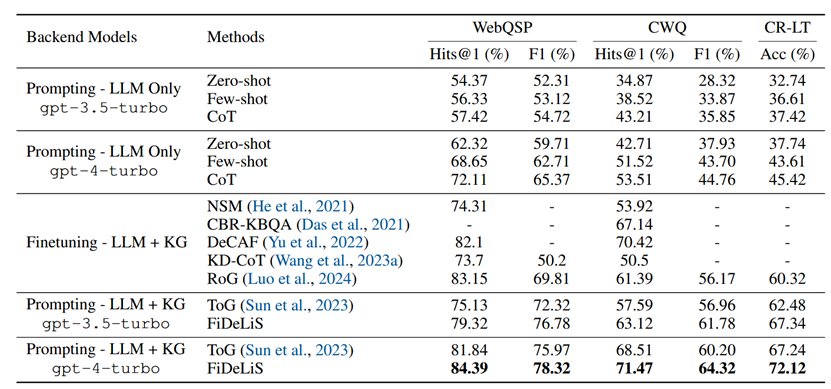 Backend Models Methods WebQSP CWQ CR-LT
Hits@1 (%) F1 (%) Hits@1 (%) F1 (%) Acc (%)
Prompting - LLM Only
gpt-3.5-turbo
Zero-shot 54.37 52.31 34.87 28.32 32.74
Few-shot 56.33 53.12 38.52 33.87 36.61
CoT 57.42 54.72 43.21 35.85 37.42
Prompting - LLM Only
gpt-4-turbo
Zero-shot 62.32 59.71 42.71 37.93 37.74
Few-shot 68.65 62.71 51.52 43.70 43.61
CoT 72.11 65.37 53.51 44.76 45.42
Finetuning - LLM + KG
NSM (He et al., 2021) 74.31 - 53.92 - -
CBR-KBQA (Das et al., 2021) - - 67.14 - -
DeCAF (Yu et al., 2022) 82.1 - 70.42 - -
KD-CoT (Wang et al., 2023a) 73.7 50.2 50.5 - -
RoG (Luo et al., 2024) 83.15 69.81 61.39 56.17 60.32
Prompting - LLM + KG
gpt-3.5-turbo
ToG (Sun et al., 2023) 75.13 72.32 57.59 56.96 62.48
FiDeLiS 79.32 76.78 63.12 61.78 67.34
Prompting - LLM + KG
gpt-4-turbo
ToG (Sun et al., 2023) 81.84 75.97 68.51 60.20 67.24
FiDeLiS 84.39 78.32 71.47 64.32 72.12